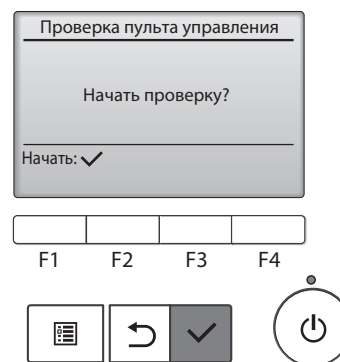 Проверка пульта управления
Начать проверку?
Начать: ✓
F1 F2 F3 F4